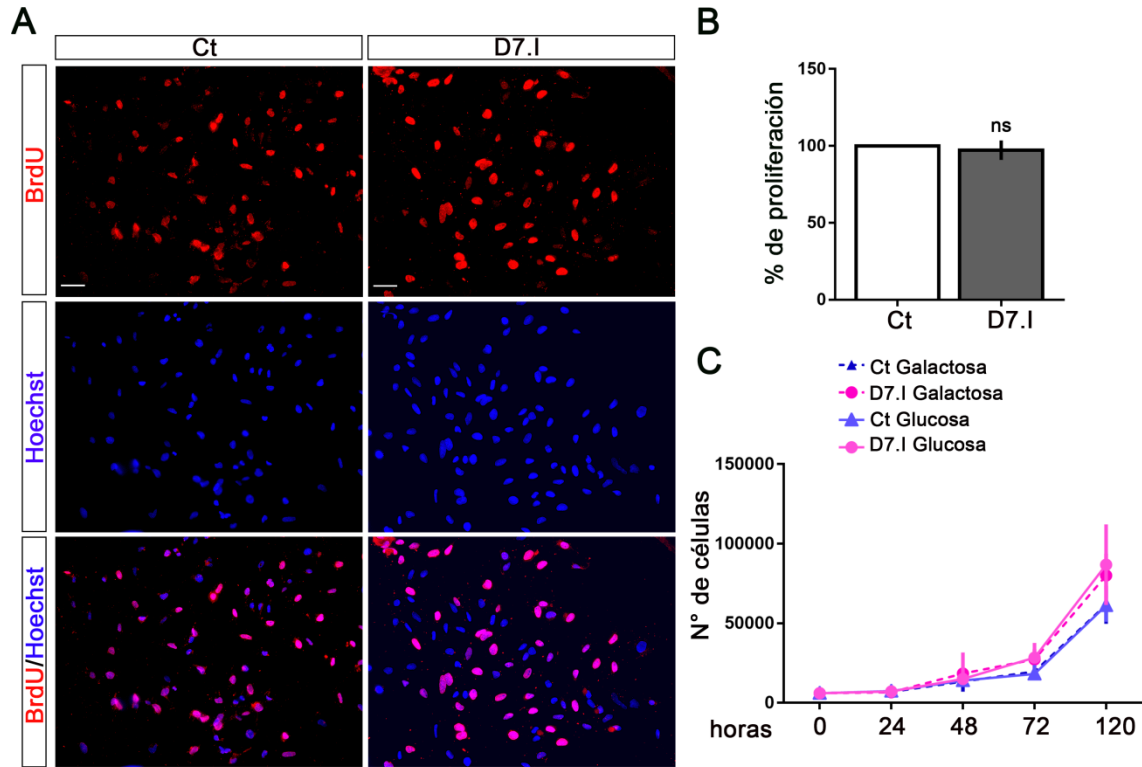 A
Ct
D7.I
BrdU
Hoechst
BrdU/Hoechst
B
% de proliferación
150
100
50
0
ns
Ct
D7.I
C
Ct Galactosa
D7.I Galactosa
Ct Glucosa
D7.I Glucosa
N° de células
150000
100000
50000
0
horas
0
24
48
72
120